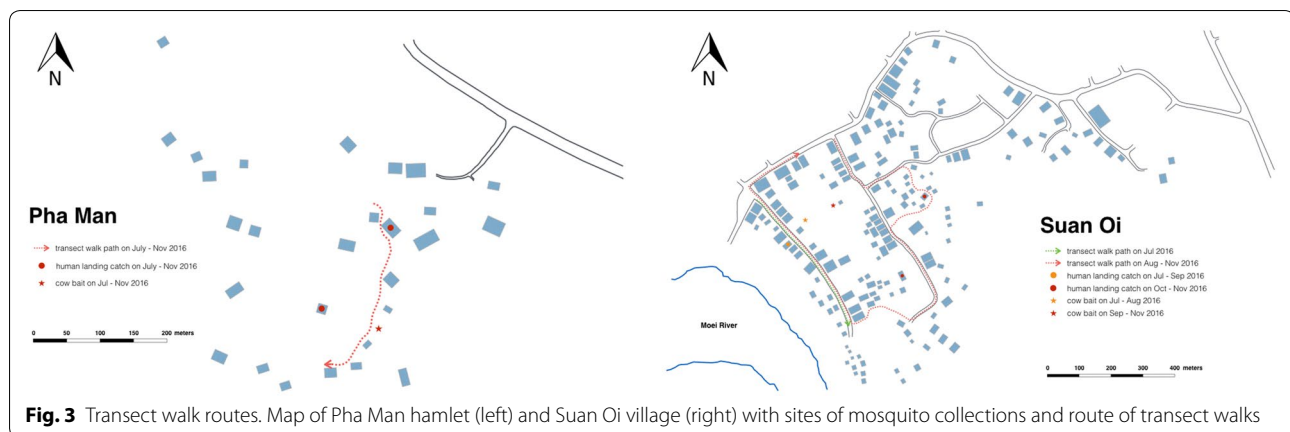 N
Pha Man
transect walk path on July - Nov 2016
human landing catch on July - Nov 2016
cow bait on Jul - Nov 2016
0 50 100 150 200 meters
N
Suan Oi
transect walk path on Jul 2016
transect walk path on Aug - Nov 2016
human landing catch on Jul - Sep 2016
human landing catch on Oct - Nov 2016
cow bait on Jul - Aug 2016
cow bait on Sep - Nov 2016
Moei River
0 100 200 300 400 meters
Fig. 3 Transect walk routes. Map of Pha Man hamlet (left) and Suan Oi village (right) with sites of mosquito collections and route of transect walks